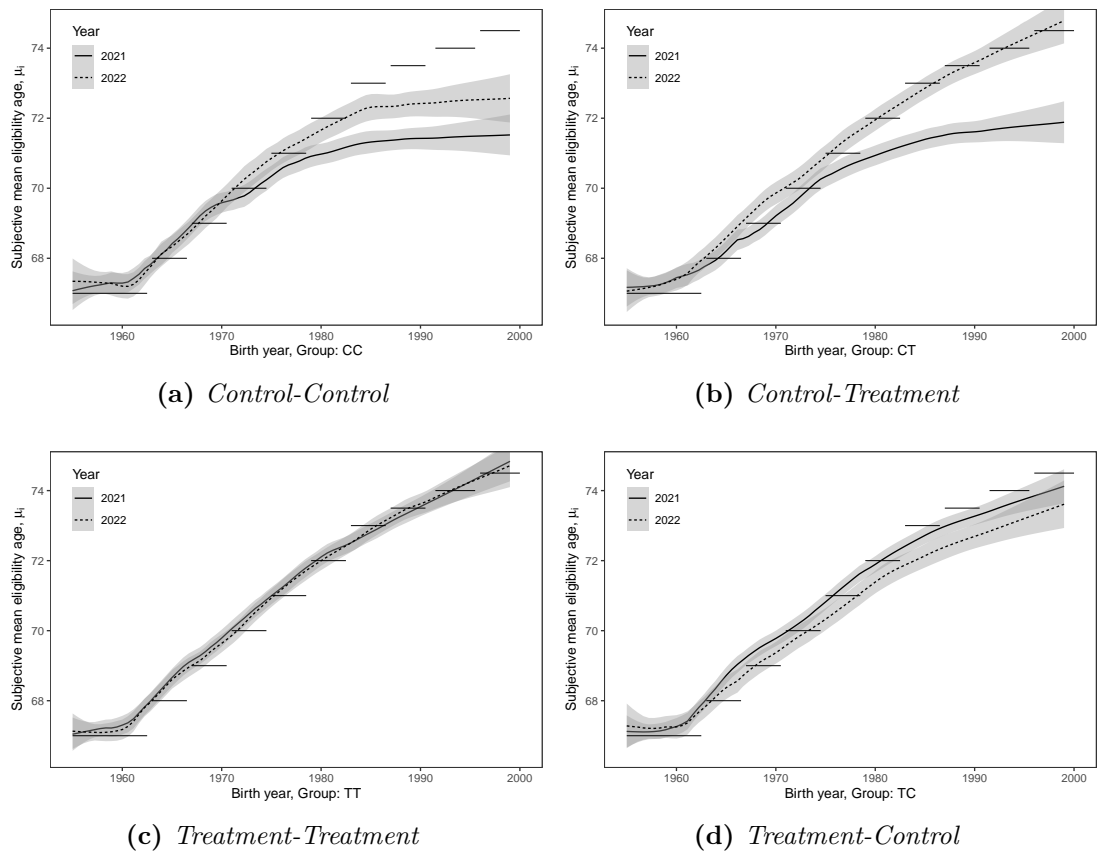 Year
2021
2022
74
72
70
68
Subjective mean eligibility age, μi
1960 1970 1980 1990 2000
Birth year, Group: CC
(a) Control-Control
Year
2021
2022
74
72
70
68
Subjective mean eligibility age, μi
1960 1970 1980 1990 2000
Birth year, Group: CT
(b) Control-Treatment
Year
2021
2022
74
72
70
68
Subjective mean eligibility age, μi
1960 1970 1980 1990 2000
Birth year, Group: TT
(c) Treatment-Treatment
Year
2021
2022
74
72
70
68
Subjective mean eligibility age, μi
1960 1970 1980 1990 2000
Birth year, Group: TC
(d) Treatment-Control